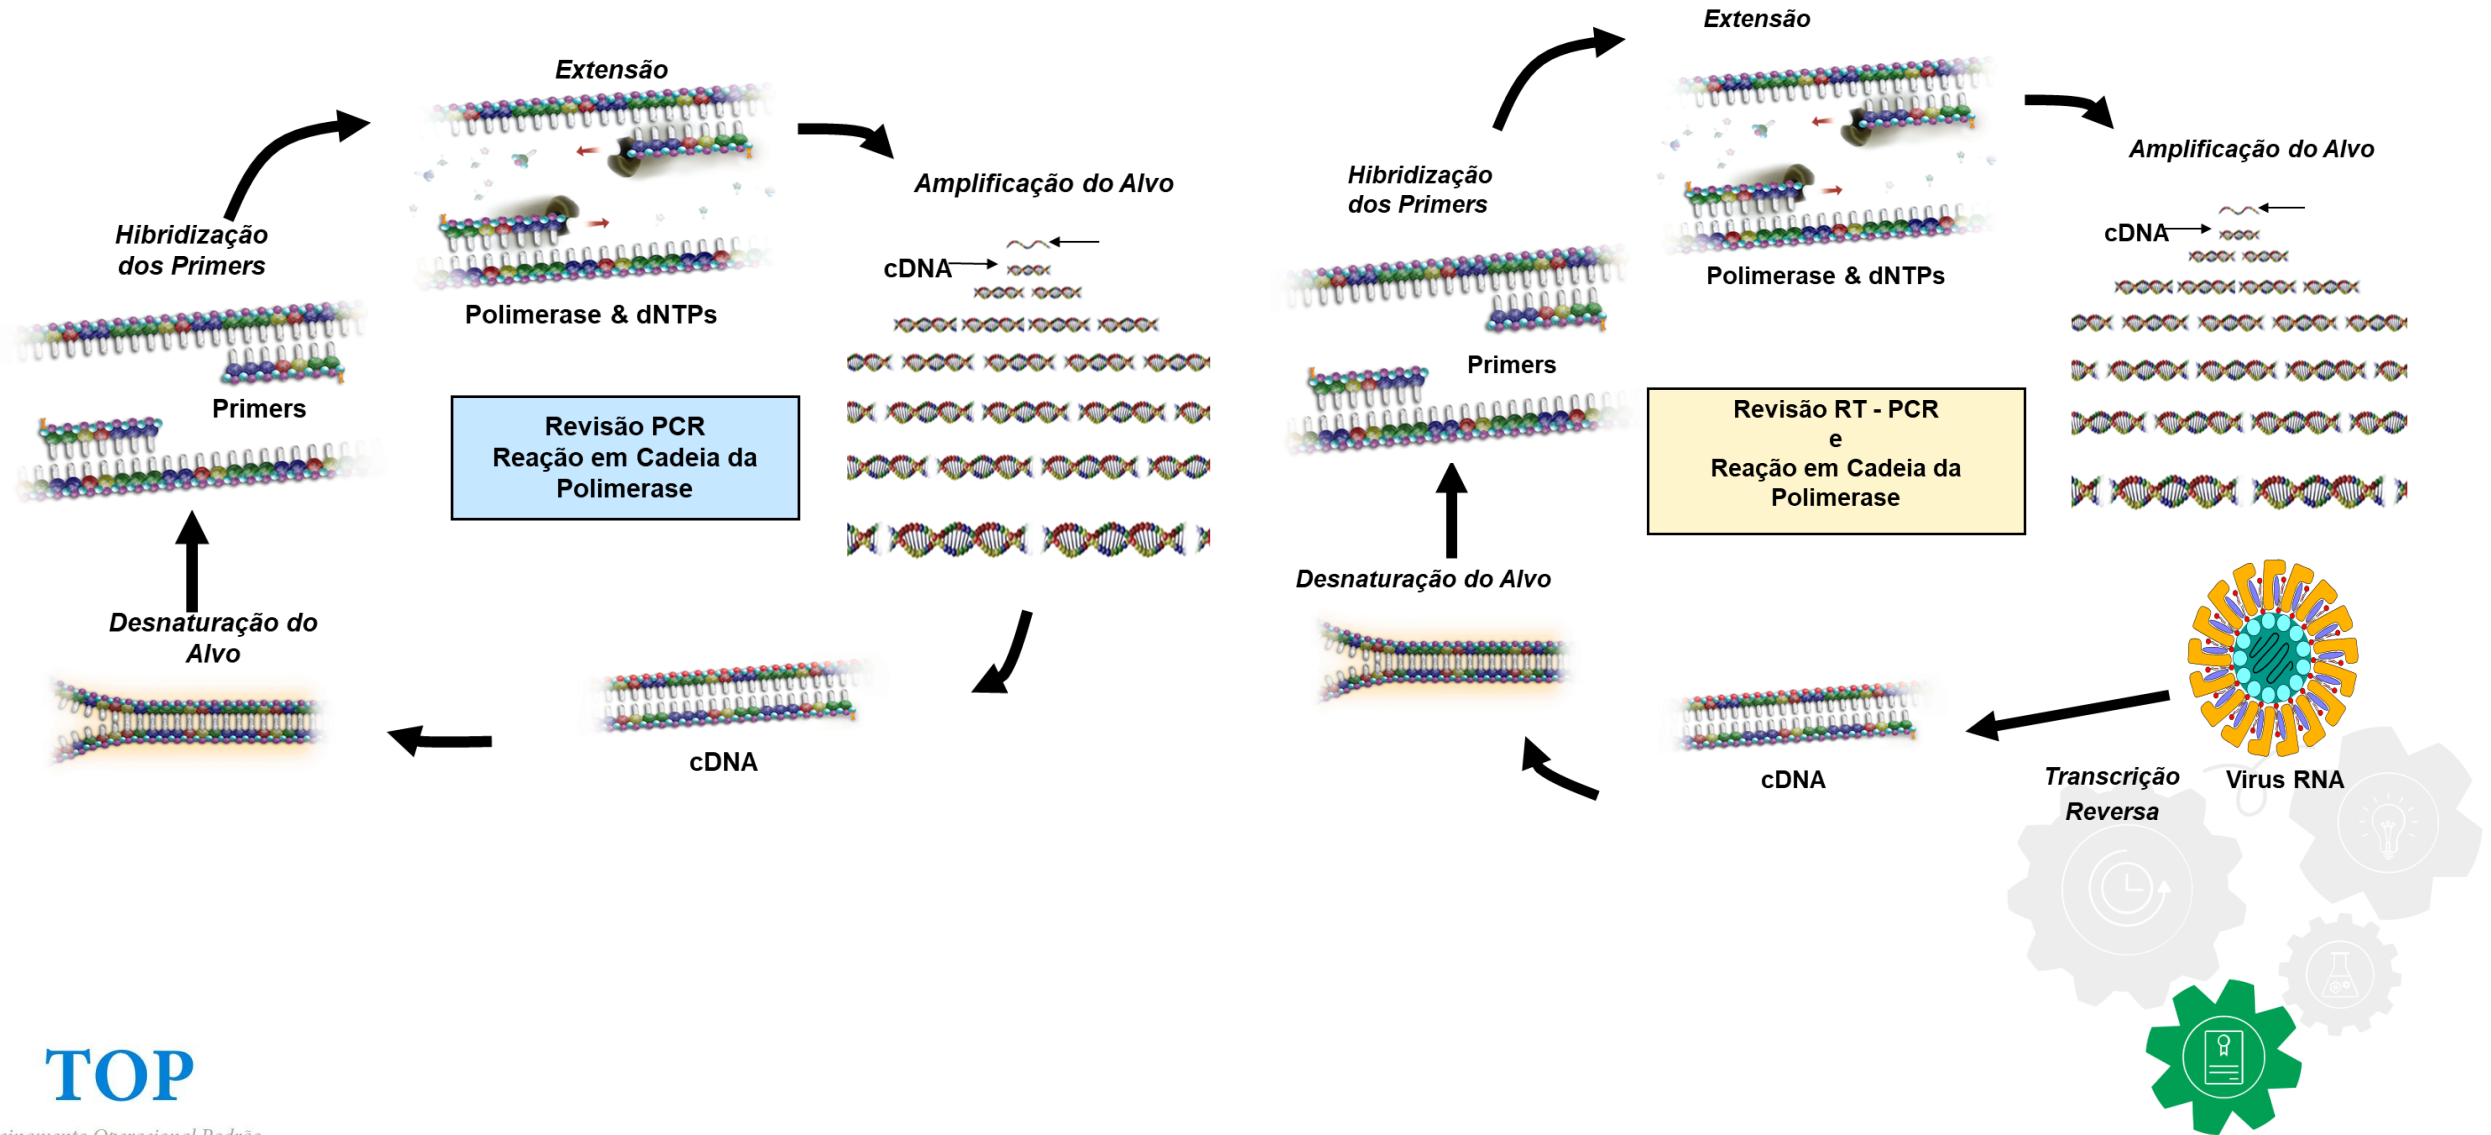 Extensão
Hibridização
dos Primers
Polimerase & dNTPs
Amplificação do Alvo
cDNA
Primers
Revisão PCR
Reação em Cadeia da
Polimerase
Desnaturação do
Alvo
cDNA
Extensão
Hibridização
dos Primers
Polimerase & dNTPs
Amplificação do Alvo
cDNA
Primers
Revisão RT - PCR
e
Reação em Cadeia da
Polimerase
Desnaturação do Alvo
cDNA
Transcrição
Reversa
Virus RNA
TOP
Operacional Padrão